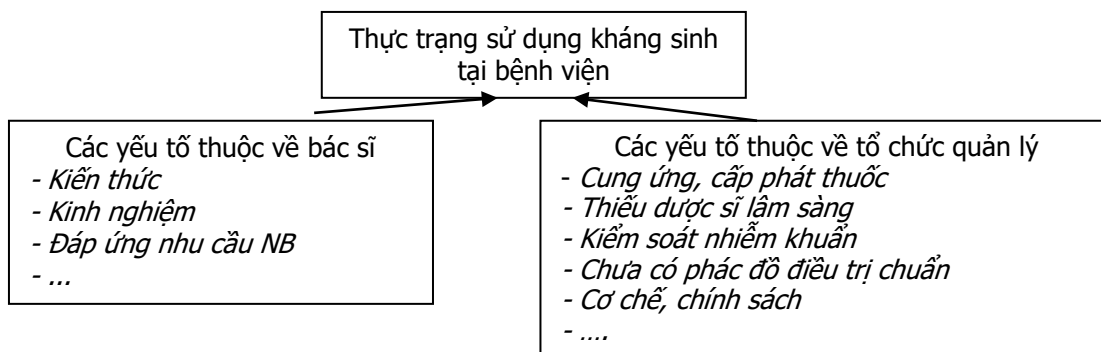 Thực trạng sử dụng kháng sinh
tại bệnh viện
Các yếu tố thuộc về bác sĩ
- Kiến thức
- Kinh nghiệm
- Đáp ứng nhu cầu NB
- ...
Các yếu tố thuộc về tổ chức quản lý
- Cung ứng, cấp phát thuốc
- Thiếu dược sĩ lâm sàng
- Kiểm soát nhiễm khuẩn
- Chưa có phác đồ điều trị chuẩn
- Cơ chế, chính sách
- ....